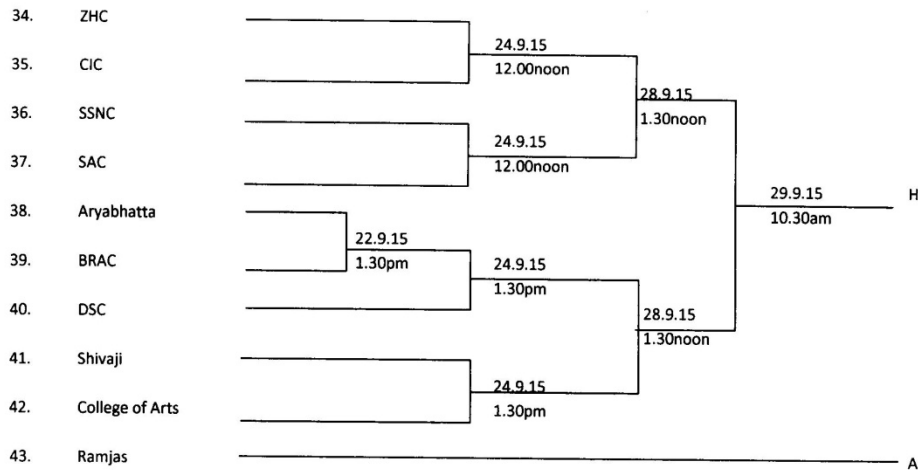 34. ZHC
24.9.15
35. CIC
12.00noon
28.9.15
36. SSNC
1.30noon
24.9.15
37. SAC
12.00noon
29.9.15
H
38. Aryabhatta
10.30am
22.9.15
39. BRAC
1.30pm
24.9.15
1.30pm
40. DSC
28.9.15
1.30noon
41. Shivaji
24.9.15
42. College of Arts
1.30pm
43. Ramjas
A